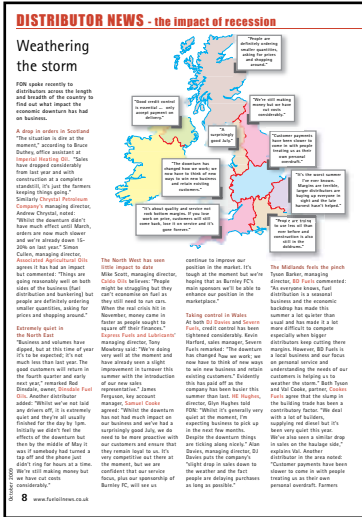 DISTRIBUTOR NEWS - the impact of recession
Weathering
the storm
FON spoke recently to
distributors across the length
and breadth of the country to
find out what impact the
economic downturn has had
on business.
A drop in orders in Scotland
"The situation is dire at the
moment," according to Bruce
Duthey, office assistant at
Imperial Heating Oil. "Sales
have dropped considerably
from last year and with
construction at a complete
standstill, it's just the farmers
keeping things going."
Similarly Chrystal Petroleum
Company's managing director,
Andrew Chrystal, noted:
"Whilst the downturn didn't
have much effect until March,
orders are now much slower
and we're already down 15-
20% on last year." Simon
Cullen, managing director,
Associated Agricultural Oils
agrees it has had an impact
but commented: "Things are
going reasonably well on both
sides of the business (fuel
distribution and bunkering) but
people are definitely ordering
smaller quantities, asking for
prices and shopping around."
Extremely quiet in
the North East
"Business and volumes have
dipped, but at this time of year
it's to be expected; it's not
much less than last year. The
good customers will return in
the fourth quarter and early
next year," remarked Rod
Dinsdale, owner, Dinsdale Fuel
Oils. Another distributor
added: "Whilst we've not laid
any drivers off, it is extremely
quiet and they're all usually
finished for the day by 1pm.
Initially we didn't feel the
effects of the downturn but
then by the middle of May it
was if somebody had turned a
tap off and the phone just
didn't ring for hours at a time.
We're still making money but
we have cut costs
considerably."
"People are
definitely ordering
smaller quantities,
asking for prices
and shopping
around."
"Good credit control
is essential ... only
accept payment on
delivery."
"We're still making
money but we have
cut costs
considerably."
"A
surprisingly
good July."
"Customer payments
have been slower to
come in with people
treating us as their
own personal
overdraft."
"The downturn has
changed how we work; we
now have to think of new
ways to win new business
and retain existing
customers."
"It's the worst summer
I've ever known.
Margins are terrible,
larger distributors are
buying up everyone in
sight and the late
harvest hasn't helped."
"It's about quality and service not
rock bottom margins. If you lose
work on price, customers will still
come back, lose it on service and it's
gone forever."
"People are trying
to use less oil than
ever before and
construction is also
still in the
doldrums."
The North West has seen
little impact to date
Mike Scott, managing director,
Caldo Oils believes: "People
might be struggling but they
can't economise on fuel as
they still need to run cars.
When the real crisis hit in
November, money came in
faster as people sought to
square off their finances."
Express Fuels and Lubricants'
managing director, Tony
Mowbray said: "We're doing
very well at the moment and
have already seen a slight
improvement in turnover this
summer with the introduction
of our new sales
representative." James
Ferguson, key account
manager, Samuel Cooke
agreed: "Whilst the downturn
has not had much impact on
our business and we've had a
surprisingly good July, we do
need to be more proactive with
our customers and ensure that
they remain loyal to us. It's
very competitive out there at
the moment, but we are
confident that our service
focus, plus our sponsorship of
Burnley FC, will see us
continue to improve our
position in the market. It's
tough at the moment but we're
hoping that as Burnley FC's
main sponsors we'll be able to
enhance our position in the
marketplace."
Taking control in Wales
At both DJ Davies and Severn
Fuels, credit control has been
tightened considerably. Kevin
Harford, sales manager, Severn
Fuels remarked: "The downturn
has changed how we work; we
now have to think of new ways
to win new business and retain
existing customers." Evidently
this has paid off as the
company has been busier this
summer than last. HE Hughes,
director, Glyn Hughes told
FON: "Whilst it's generally very
quiet at the moment, I'm
expecting business to pick up
in the next few months.
Despite the downturn things
are ticking along nicely." Alan
Davies, managing director, DJ
Davies puts the company's
"slight drop in sales down to
the weather and the fact
people are delaying purchases
as long as possible".
The Midlands feels the pinch
Tyson Barker, managing
director, BD Fuels commented:
"As everyone knows, fuel
distribution is a seasonal
business and the economic
backdrop has made this
summer a lot quieter than
usual and has made it a lot
more difficult to compete
especially when bigger
distributors keep cutting their
margins. However, BD Fuels is
a local business and our focus
on personal service and
understanding the needs of our
customers is helping us to
weather the storm." Both Tyson
and Val Cooke, partner, Cookes
Fuels agree that the slump in
the building trade has been a
contributory factor. "We deal
with a lot of builders,
supplying red diesel but it's
been very quiet this year.
We've also seen a similar drop
in sales on the haulage side,"
explains Val. Another
distributor in the area noted:
"Customer payments have been
slower to come in with people
treating us as their own
personal overdraft. Farmers
October 2009
8 www.fueloilnews.co.uk